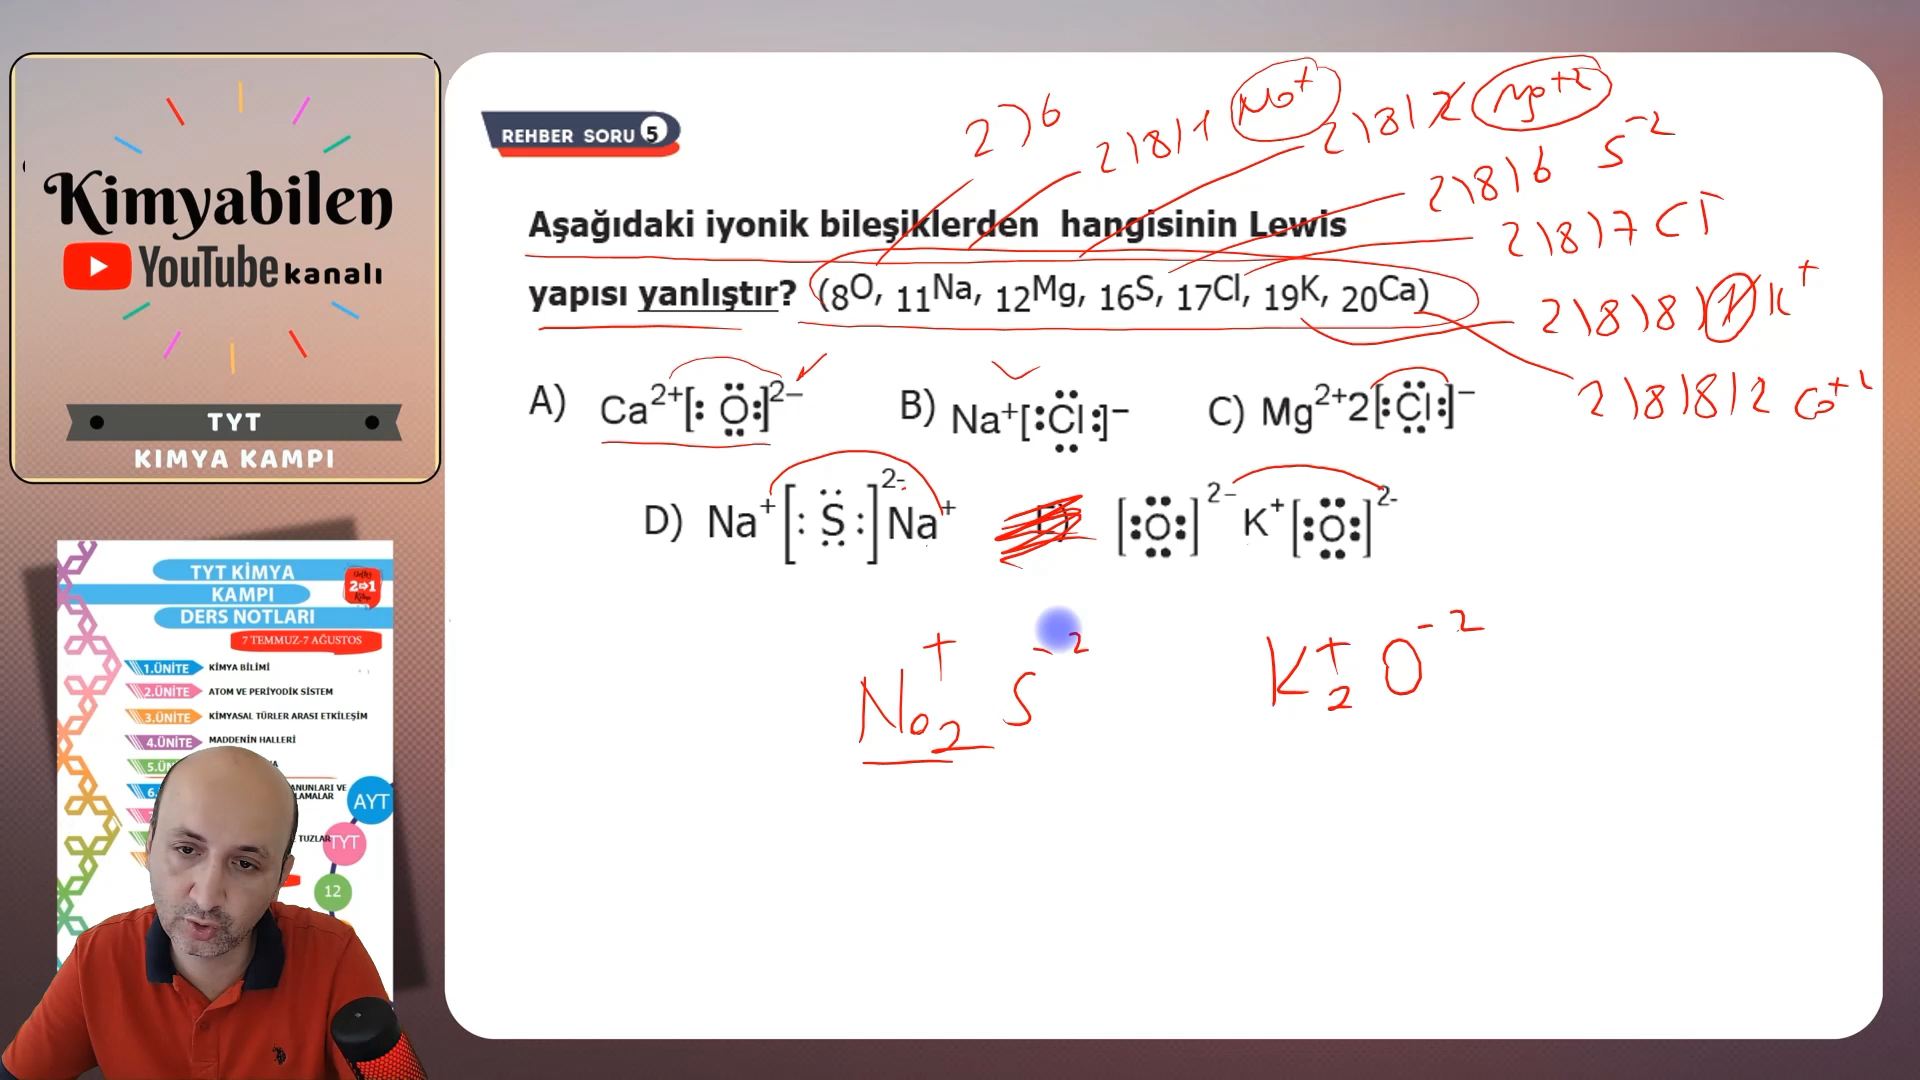 Kimyabilen
YouTube kanalı
TYT
KIMYA KAMPI
TYT KİMYA
KAMPI
DERS NOTLARI
2⇨1
7 TEMMUZ-7 AĞUSTOS
1.ÜNİTE KİMYA BİLİMİ
2.ÜNİTE ATOM VE PERİYODİK SİSTEM
3.ÜNİTE KİMYASAL TÜRLER ARASI ETKİLEŞİM
4.ÜNİTE MADDENİN HALLERİ
AYT
TYT
12
REHBER SORU 5
Aşağıdaki iyonik bileşiklerden hangisinin Lewis
yapısı yanlıştır? (8O, 11Na, 12Mg, 16S, 17Cl, 19K, 20Ca)
A) Ca²⁺[:Ö:]²⁻ B) Na⁺[:Cl:]⁻ C) Mg²⁺2[:Cl:]⁻
D) Na⁺[:S:]²⁻Na⁺ E) [:O:]²⁻ K⁺[:O:]²⁻
2)6
2)8)1 Na⁺
2)8)2 Mg⁺²
2)8)6 S⁻²
2)8)7 Cl⁻
2)8)8)1 K⁺
2)8)8)2 Ca⁺²
Na₂⁺ S⁻²
K₂⁺ O⁻²